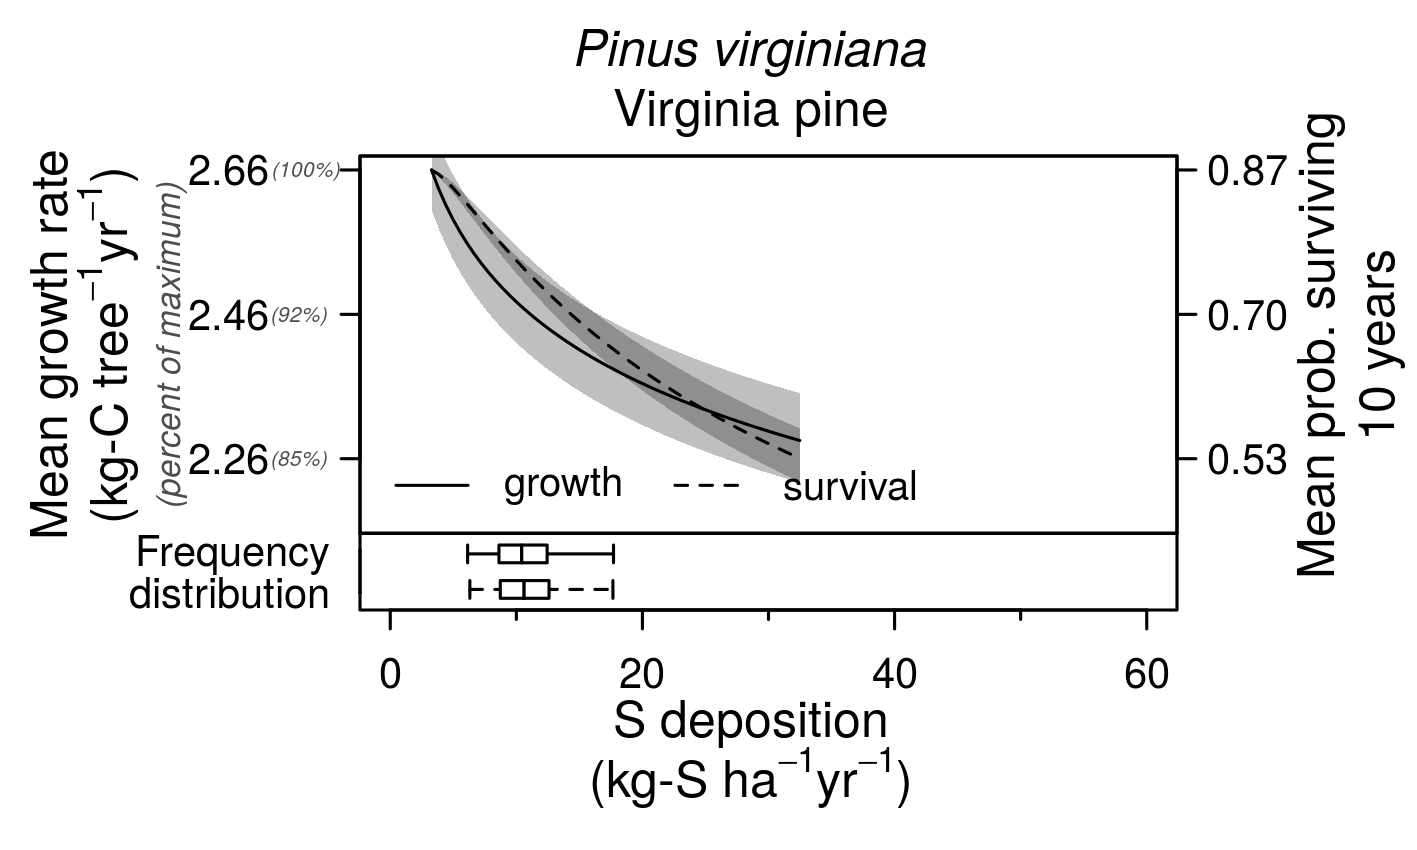 Pinus virginiana
Virginia pine
Mean growth rate
(kg-C tree⁻¹yr⁻¹)
(percent of maximum)
2.66 (100%)
2.46 (92%)
2.26 (85%)
0.87
0.70
0.53
Mean prob. surviving
10 years
growth survival
Frequency
distribution
0 20 40 60
S deposition
(kg-S ha⁻¹yr⁻¹)